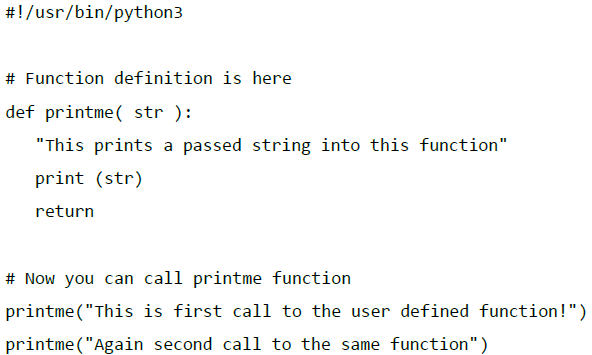 #!/usr/bin/python3
# Function definition is here
def printme( str ):
   "This prints a passed string into this function"
   print (str)
   return
# Now you can call printme function
printme("This is first call to the user defined function!")
printme("Again second call to the same function")